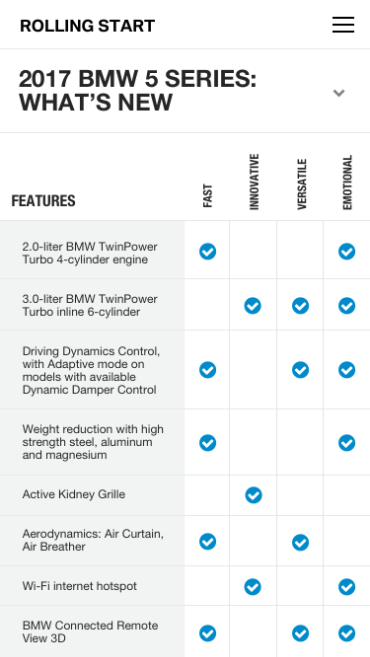 ROLLING START
2017 BMW 5 SERIES:
WHAT'S NEW
FEATURES
FAST
INNOVATIVE
VERSATILE
EMOTIONAL
2.0-liter BMW TwinPower
Turbo 4-cylinder engine
3.0-liter BMW TwinPower
Turbo inline 6-cylinder
Driving Dynamics Control,
with Adaptive mode on
models with available
Dynamic Damper Control
Weight reduction with high
strength steel, aluminum
and magnesium
Active Kidney Grille
Aerodynamics: Air Curtain,
Air Breather
Wi-Fi internet hotspot
BMW Connected Remote
View 3D